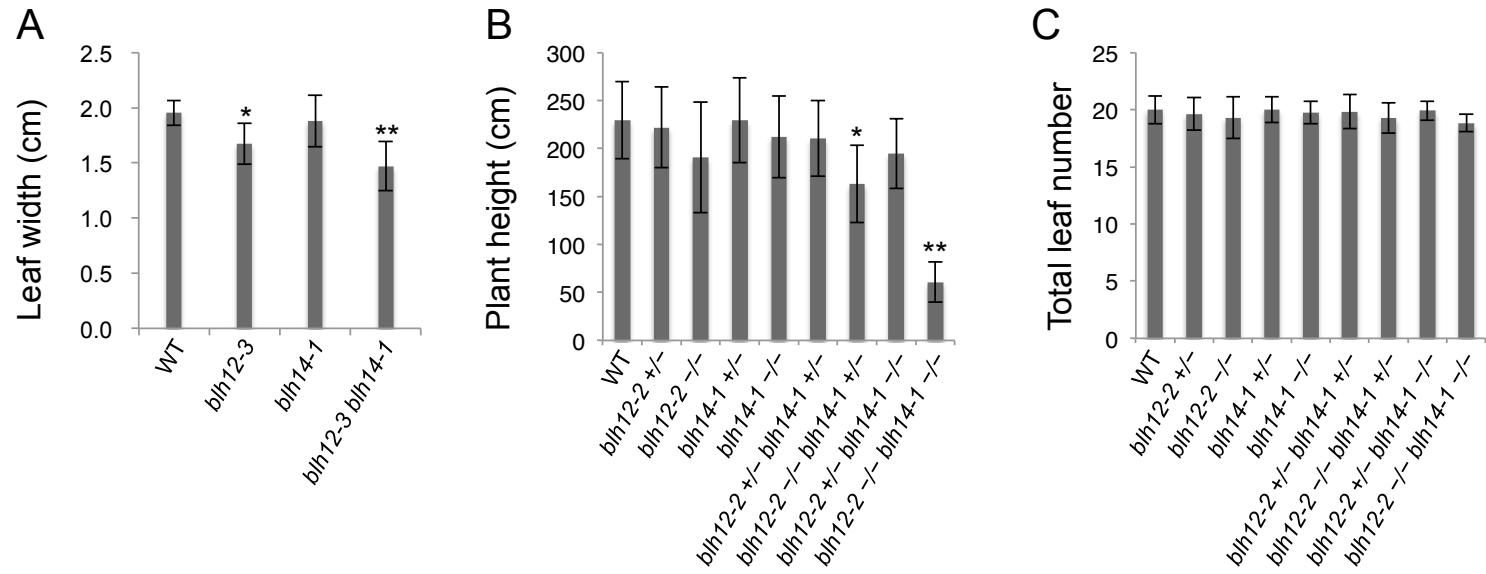 A
Leaf width (cm)
2.5
2.0
1.5
1.0
0.5
0.0
*
**
WT
blh12-3
blh14-1
blh12-3 blh14-1
B
Plant height (cm)
300
250
200
150
100
50
0
*
**
WT
blh12-2 +/–
blh12-2 –/–
blh14-1 +/–
blh14-1 –/–
blh12-2 +/– blh14-1 +/–
blh12-2 –/– blh14-1 +/–
blh12-2 +/– blh14-1 –/–
blh12-2 –/– blh14-1 –/–
C
Total leaf number
25
20
15
10
5
0
WT
blh12-2 +/–
blh12-2 –/–
blh14-1 +/–
blh14-1 –/–
blh12-2 +/– blh14-1 +/–
blh12-2 –/– blh14-1 +/–
blh12-2 +/– blh14-1 –/–
blh12-2 –/– blh14-1 –/–